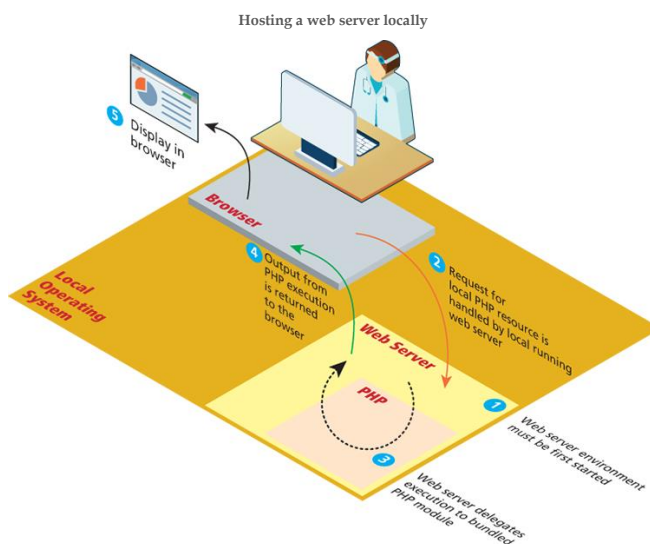 Hosting a web server locally
5 Display in
browser
Browser
4 Output from
PHP execution
is returned
to the
browser
2 Request for
local PHP resource is
handled by local running
web server
Local
Operating
System
Web Server
PHP
1
Web server environment
must be first started
3
Web server delegates
execution to bundled
PHP module